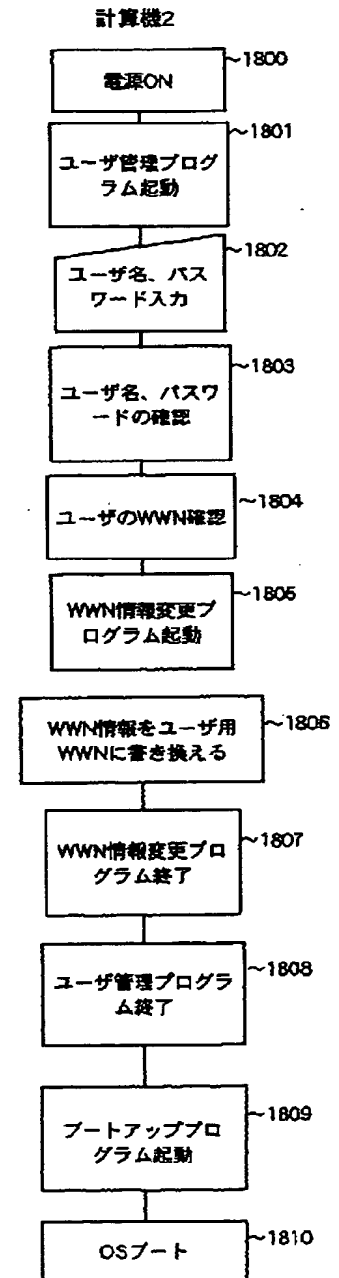 計算機2
電源ON
~1800
~1801
ユーザ管理プログ
ラム起動
~1802
ユーザ名、パス
ワード入力
~1803
ユーザ名、パスワ
ードの確認
~1804
ユーザのWWN確認
~1805
WWN情報変更プ
ログラム起動
~1806
WWN情報をユーザ用
WWNに書き換える
~1807
WWN情報変更プロ
グラム終了
~1808
ユーザ管理プログラ
ム終了
~1809
ブートアッププロ
グラム起動
~1810
OSブート